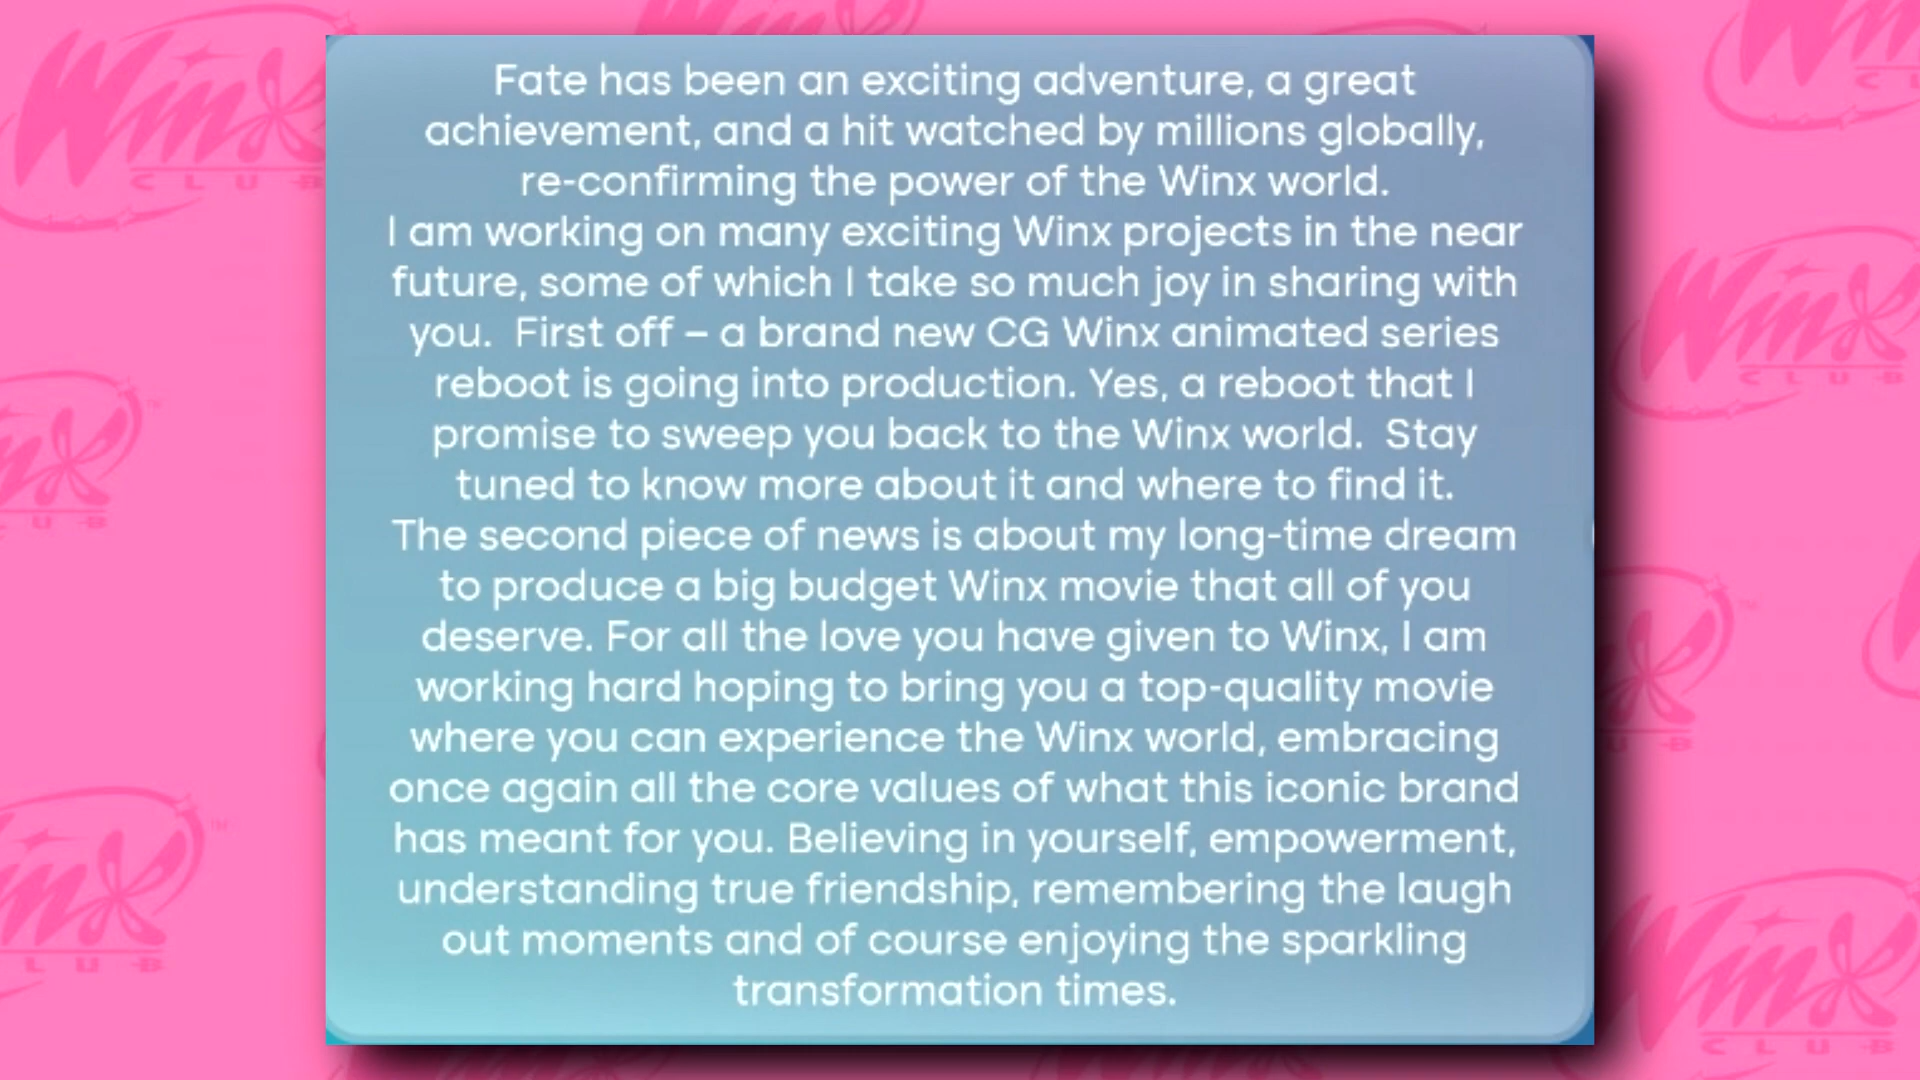 Fate has been an exciting adventure, a great
achievement, and a hit watched by millions globally,
re-confirming the power of the Winx world.
I am working on many exciting Winx projects in the near
future, some of which I take so much joy in sharing with
you.  First off – a brand new CG Winx animated series
reboot is going into production. Yes, a reboot that I
promise to sweep you back to the Winx world.  Stay
tuned to know more about it and where to find it.
The second piece of news is about my long-time dream
to produce a big budget Winx movie that all of you
deserve. For all the love you have given to Winx, I am
working hard hoping to bring you a top-quality movie
where you can experience the Winx world, embracing
once again all the core values of what this iconic brand
has meant for you. Believing in yourself, empowerment,
understanding true friendship, remembering the laugh
out moments and of course enjoying the sparkling
transformation times.
Winx
CLUB